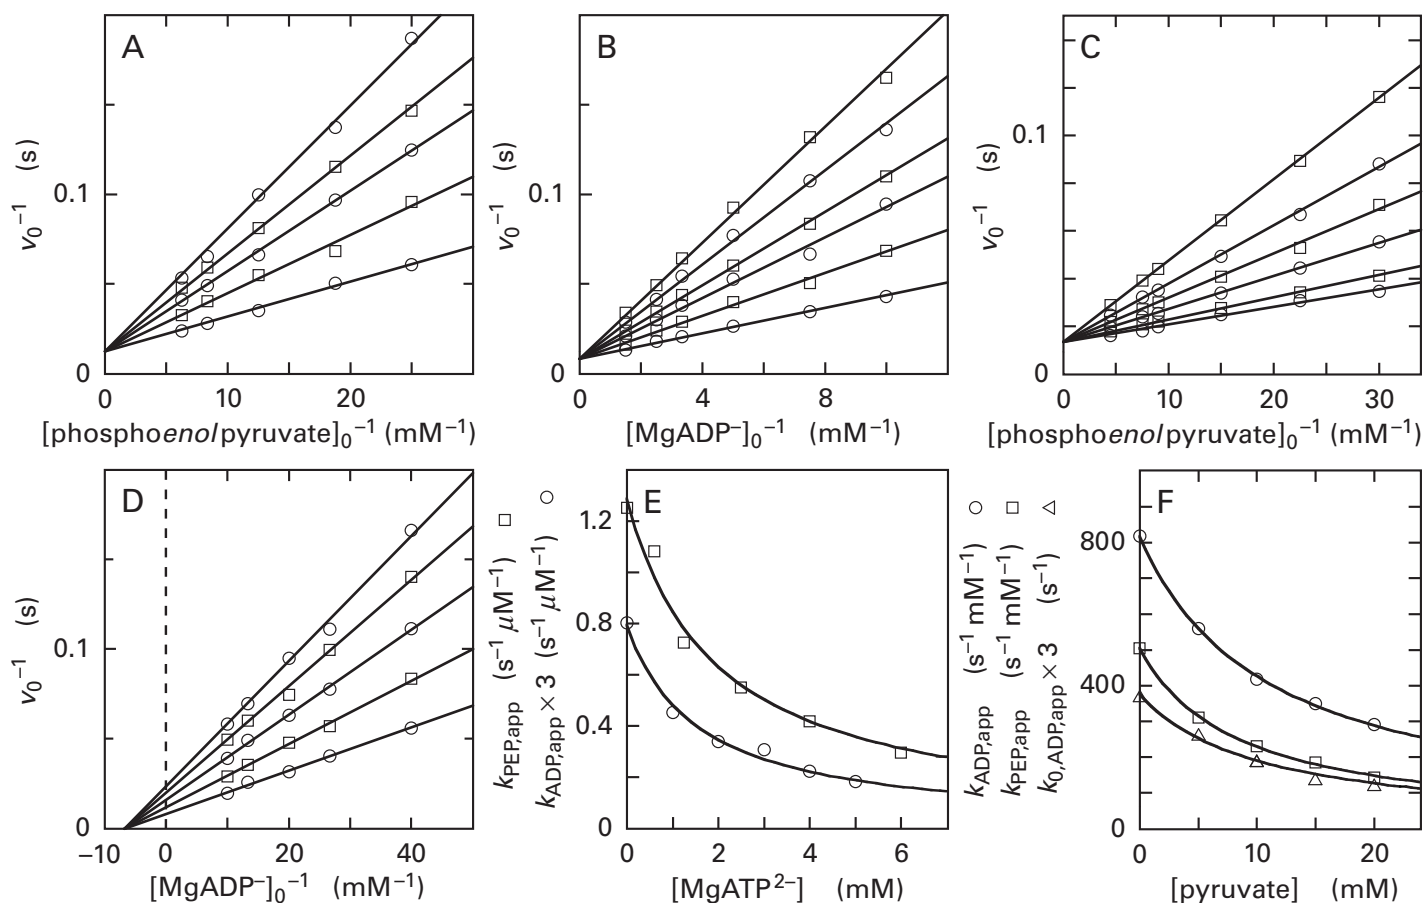 A
v₀⁻¹ (s)
0.1
0
0 10 20
[phosphoenolpyruvate]₀⁻¹ (mM⁻¹)
B
v₀⁻¹ (s)
0.1
0
0 4 8
[MgADP⁻]₀⁻¹ (mM⁻¹)
C
v₀⁻¹ (s)
0.1
0
0 10 20 30
[phosphoenolpyruvate]₀⁻¹ (mM⁻¹)
D
v₀⁻¹ (s)
0.1
0
−10 0 20 40
[MgADP⁻]₀⁻¹ (mM⁻¹)
E
k_PEP,app (s⁻¹ μM⁻¹) □
k_ADP,app × 3 (s⁻¹ μM⁻¹) ○
1.2
0.8
0.4
0
0 2 4 6
[MgATP²⁻] (mM)
F
k_ADP,app (s⁻¹ mM⁻¹) ○
k_PEP,app (s⁻¹ mM⁻¹) □
k_0,ADP,app × 3 (s⁻¹) △
800
400
0
0 10 20
[pyruvate] (mM)